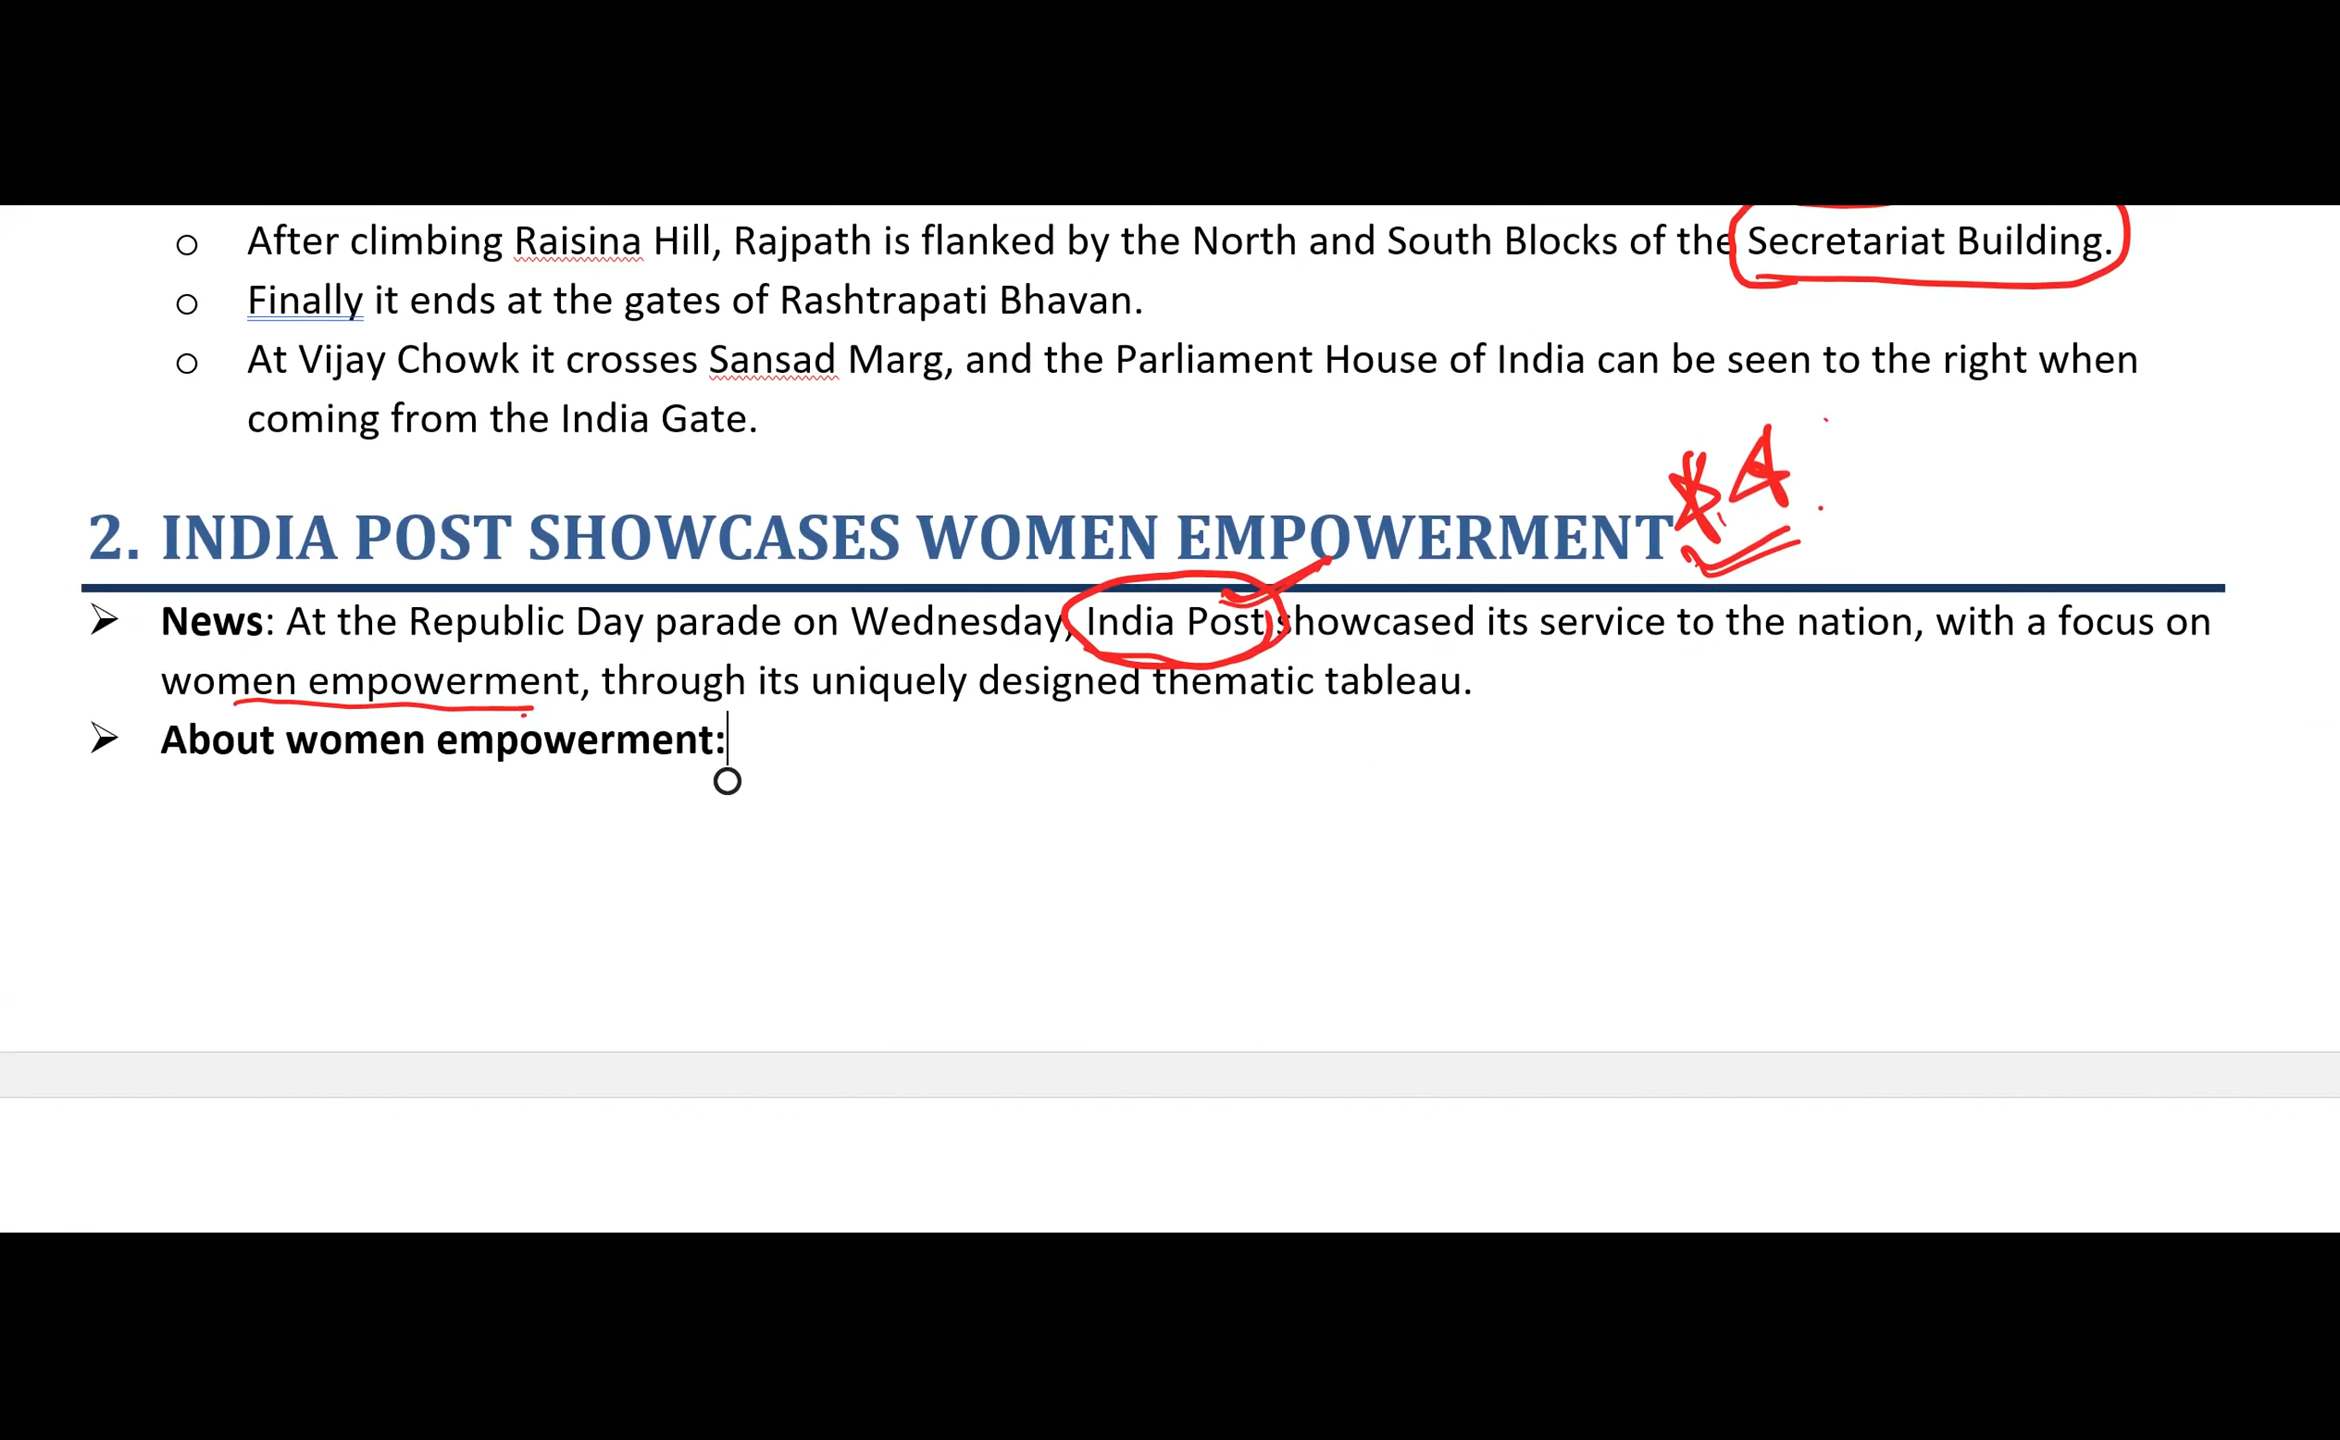 o After climbing Raisina Hill, Rajpath is flanked by the North and South Blocks of the Secretariat Building.
o Finally it ends at the gates of Rashtrapati Bhavan.
o At Vijay Chowk it crosses Sansad Marg, and the Parliament House of India can be seen to the right when
coming from the India Gate.
2. INDIA POST SHOWCASES WOMEN EMPOWERMENT
➢ News: At the Republic Day parade on Wednesday, India Post showcased its service to the nation, with a focus on
women empowerment, through its uniquely designed thematic tableau.
➢ About women empowerment: